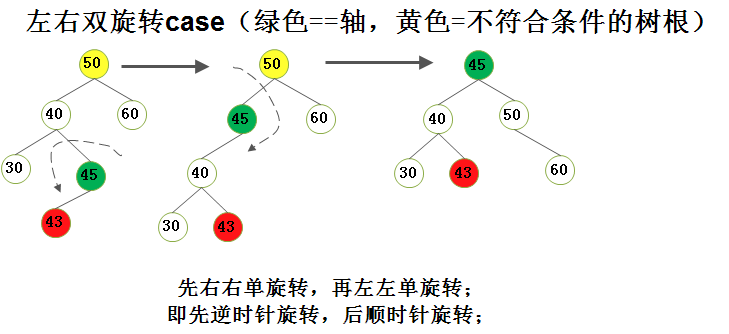 左右双旋转case（绿色==轴，黄色=不符合条件的树根）
50 50 45
40 60 45 60 40 50
30 45 40 30 43 60
43 30 43
先右右单旋转，再左左单旋转；
即先逆时针旋转，后顺时针旋转；